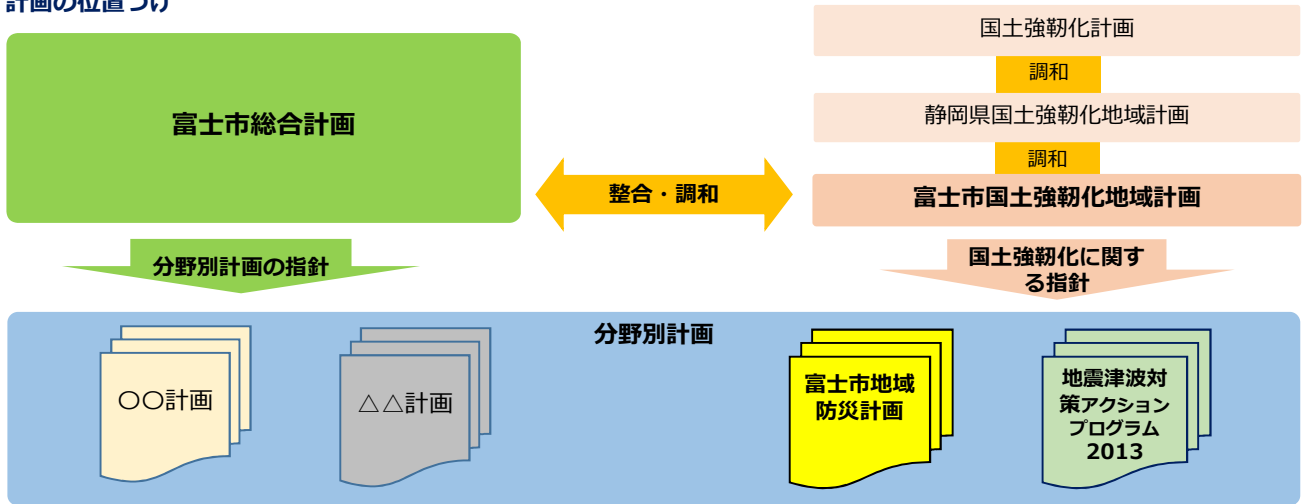 計画の位置づけ
富士市総合計画
国土強靭化計画
調和
静岡県国土強靭化地域計画
調和
富士市国土強靭化地域計画
整合・調和
分野別計画の指針
国土強靭化に関す
る指針
分野別計画
〇〇計画
△△計画
富士市地域
防災計画
地震津波対
策アクション
プログラム
2013